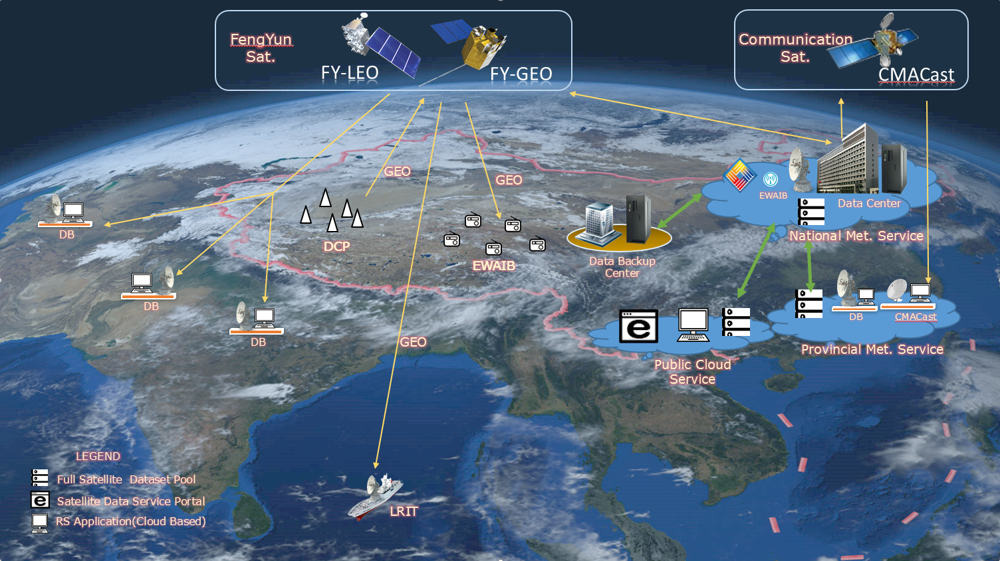 FengYun
Sat.
FY-LEO
FY-GEO
Communication
Sat.
CMACast
GEO
GEO
EWAIB
Data Center
DB
DCP
National Met. Service
EWAIB
Data Backup
Center
DB
DB
CMACast
DB
GEO
Provincial Met. Service
Public Cloud
Service
LEGEND
Full Satellite Dataset Pool
Satellite Data Service Portal
RS Application(Cloud Based)
LRIT